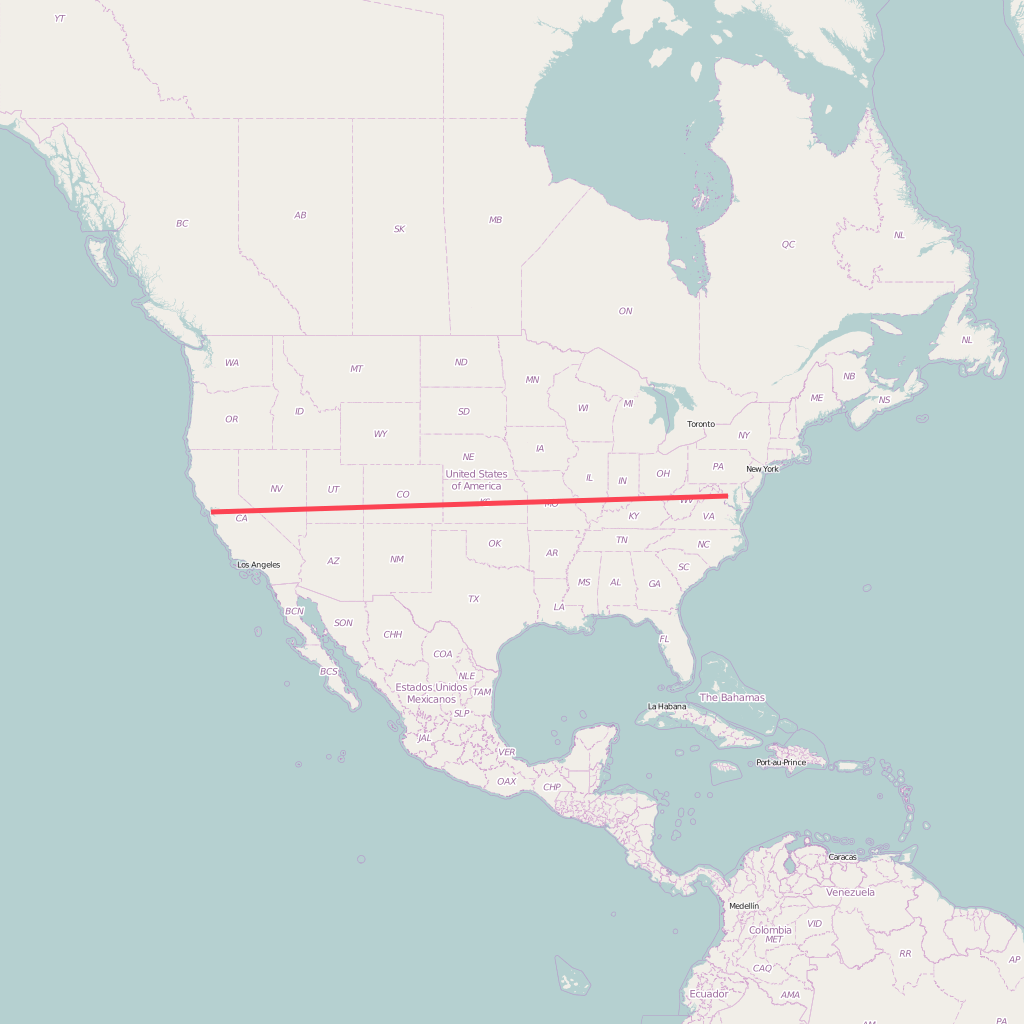 YT
BC
AB
SK
MB
ON
QC
NL
NL
NB
NS
ME
WA
MT
ND
MN
WI
MI
Toronto
OR
ID
WY
SD
IA
NY
New York
NE
United States
of America
IL
IN
OH
PA
NV
UT
CO
KS
MO
WV
CA
KY
VA
Los Angeles
AZ
NM
OK
AR
TN
NC
TX
MS
AL
GA
SC
LA
FL
BCN
SON
CHH
COA
BCS
NLE
TAM
Estados Unidos
Mexicanos
SLP
JAL
VER
OAX
CHP
La Habana
The Bahamas
Port-au-Prince
Caracas
Venezuela
Medellín
Colombia
MET
VID
CAQ
RR
AP
Ecuador
AMA
AM
PA